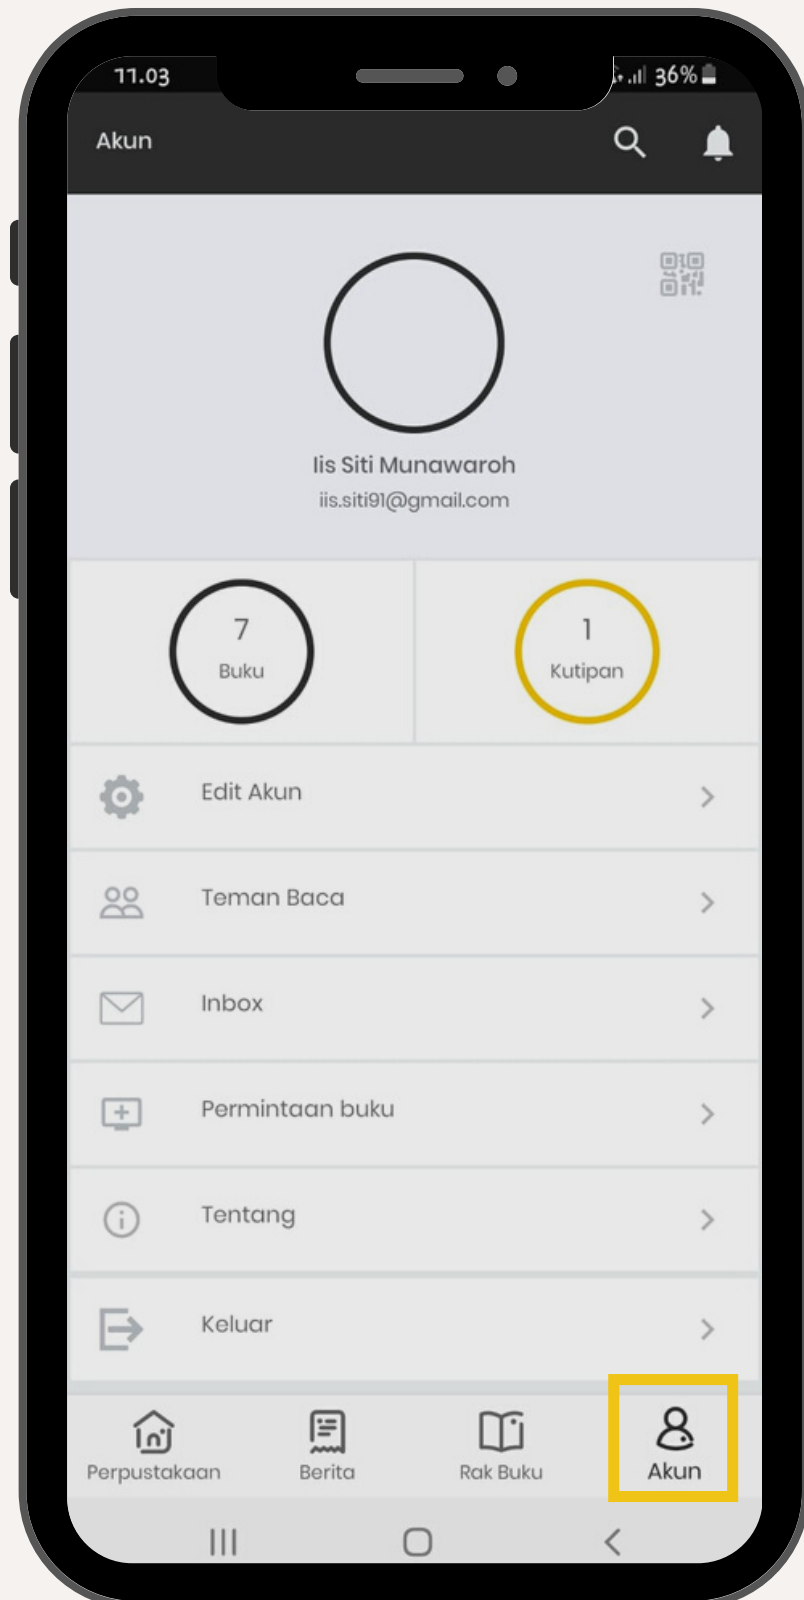 11.03
36%
Akun
Iis Siti Munawaroh
iis.siti91@gmail.com
7
Buku
1
Kutipan
Edit Akun
Teman Baca
Inbox
Permintaan buku
Tentang
Keluar
Perpustakaan
Berita
Rak Buku
Akun